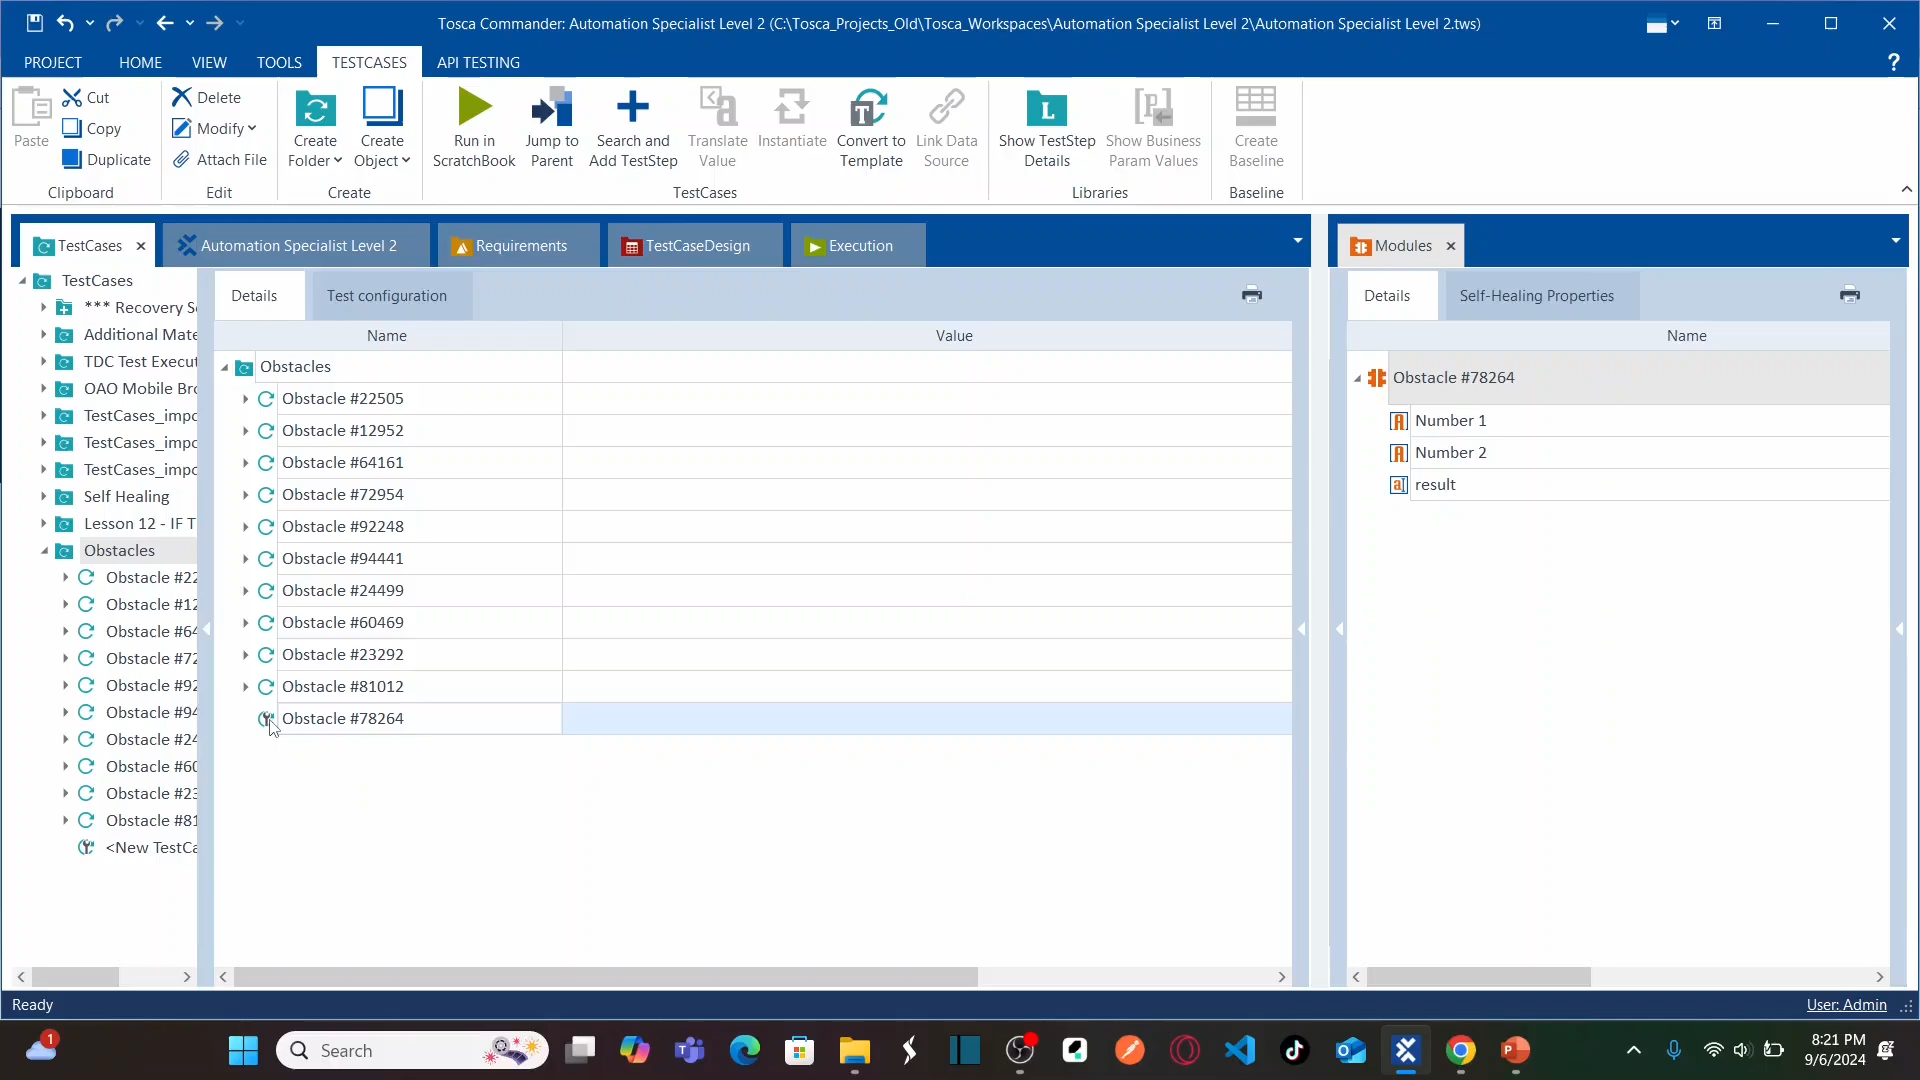 Tosca Commander: Automation Specialist Level 2 (C:\Tosca_Projects_Old\Tosca_Workspaces\Automation Specialist Level 2\Automation Specialist Level 2.tws)
PROJECT HOME VIEW TOOLS TESTCASES API TESTING ?
Paste
Cut
Copy
Duplicate
Clipboard
Delete
Modify
Attach File
Edit
Create Folder
Create Object
Create
Run in ScratchBook
Jump to Parent
Search and Add TestStep
Translate Value
Instantiate
Convert to Template
Link Data Source
TestCases
Show TestStep Details
Show Business Param Values
Libraries
Create Baseline
Baseline
TestCases Automation Specialist Level 2 Requirements TestCaseDesign Execution
TestCases
*** Recovery S
Additional Mate
TDC Test Execut
OAO Mobile Bro
TestCases_impo
TestCases_impo
TestCases_impo
Self Healing
Lesson 12 - IF T
Obstacles
Obstacle #22
Obstacle #12
Obstacle #64
Obstacle #72
Obstacle #92
Obstacle #94
Obstacle #24
Obstacle #60
Obstacle #23
Obstacle #81
<New TestCa
Details Test configuration
Name Value
Obstacles
Obstacle #22505
Obstacle #12952
Obstacle #64161
Obstacle #72954
Obstacle #92248
Obstacle #94441
Obstacle #24499
Obstacle #60469
Obstacle #23292
Obstacle #81012
Obstacle #78264
Modules
Details Self-Healing Properties
Name
Obstacle #78264
Number 1
Number 2
result
Ready
User: Admin
1
Search
8:21 PM
9/6/2024